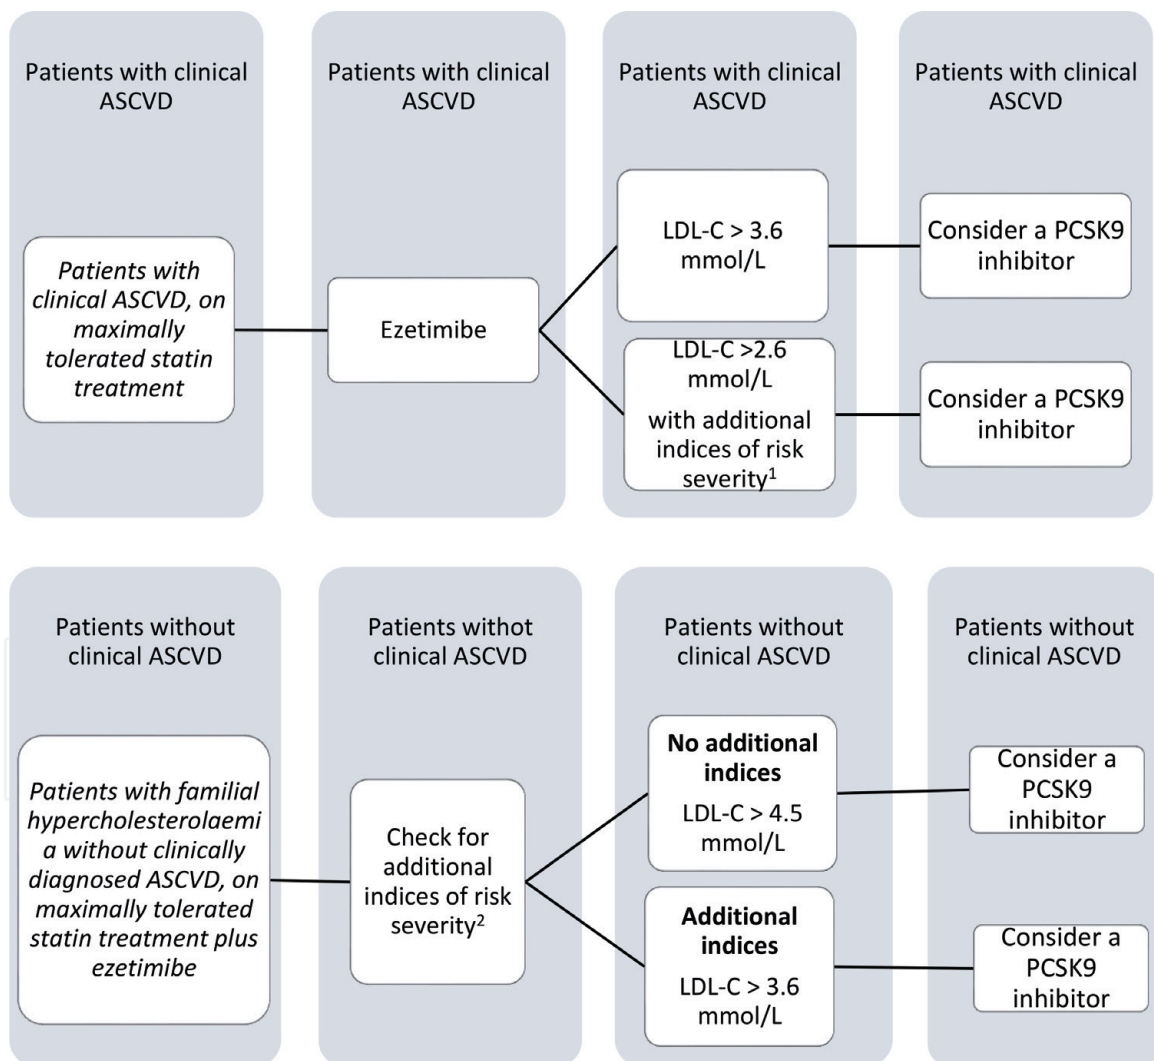 Patients with clinical
ASCVD
Patients with
clinical ASCVD, on
maximally
tolerated statin
treatment
Patients with clinical
ASCVD
Ezetimibe
Patients with clinical
ASCVD
LDL-C > 3.6
mmol/L
LDL-C >2.6
mmol/L
with additional
indices of risk
severity¹
Patients with clinical
ASCVD
Consider a PCSK9
inhibitor
Consider a PCSK9
inhibitor
Patients without
clinical ASCVD
Patients with familial
hypercholesterolaemi
a without clinically
diagnosed ASCVD, on
maximally tolerated
statin treatment plus
ezetimibe
Patients withot
clinical ASCVD
Check for
additional
indices of risk
severity²
Patients without
clinical ASCVD
No additional
indices
LDL-C > 4.5
mmol/L
Additional
indices
LDL-C > 3.6
mmol/L
Patients without
clinical ASCVD
Consider a
PCSK9
inhibitor
Consider a
PCSK9
inhibitor